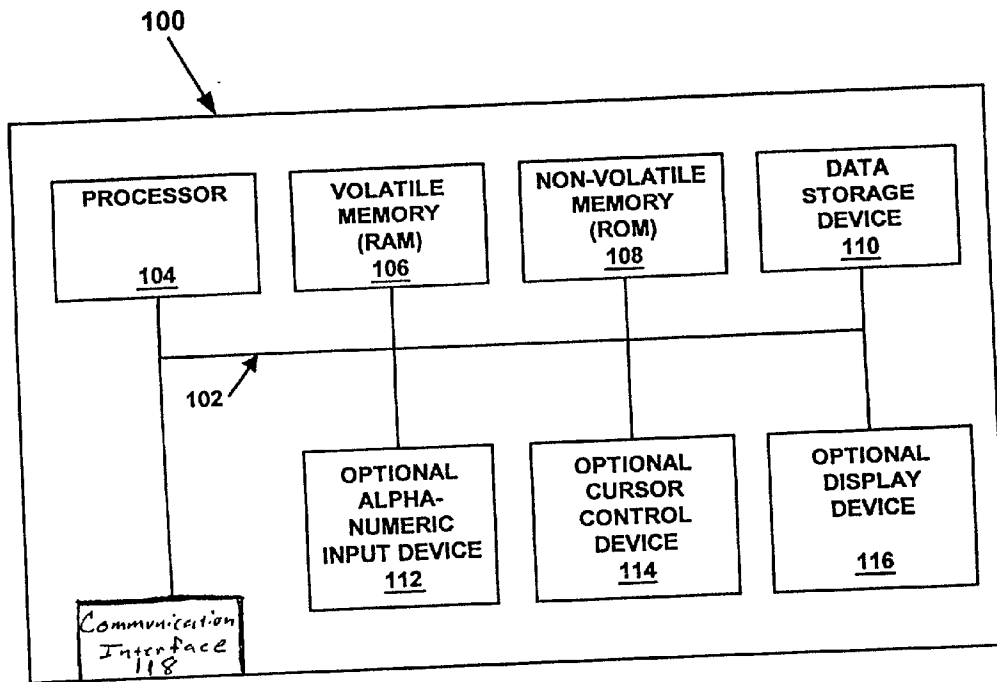 100
PROCESSOR
104
VOLATILE
MEMORY
(RAM)
106
NON-VOLATILE
MEMORY
(ROM)
108
DATA
STORAGE
DEVICE
110
102
OPTIONAL
ALPHA-
NUMERIC
INPUT DEVICE
112
OPTIONAL
CURSOR
CONTROL
DEVICE
114
OPTIONAL
DISPLAY
DEVICE
116
Communication
Interface
118